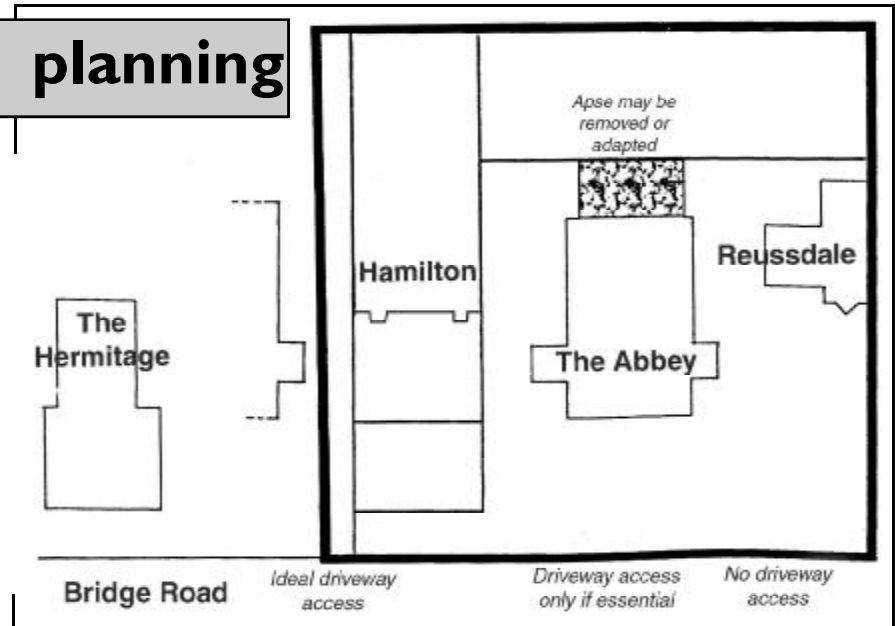 planning
Apse may be
removed or
adapted
Hamilton
Reussdale
The
Hermitage
The Abbey
Bridge Road
Ideal driveway
access
Driveway access
only if essential
No driveway
access